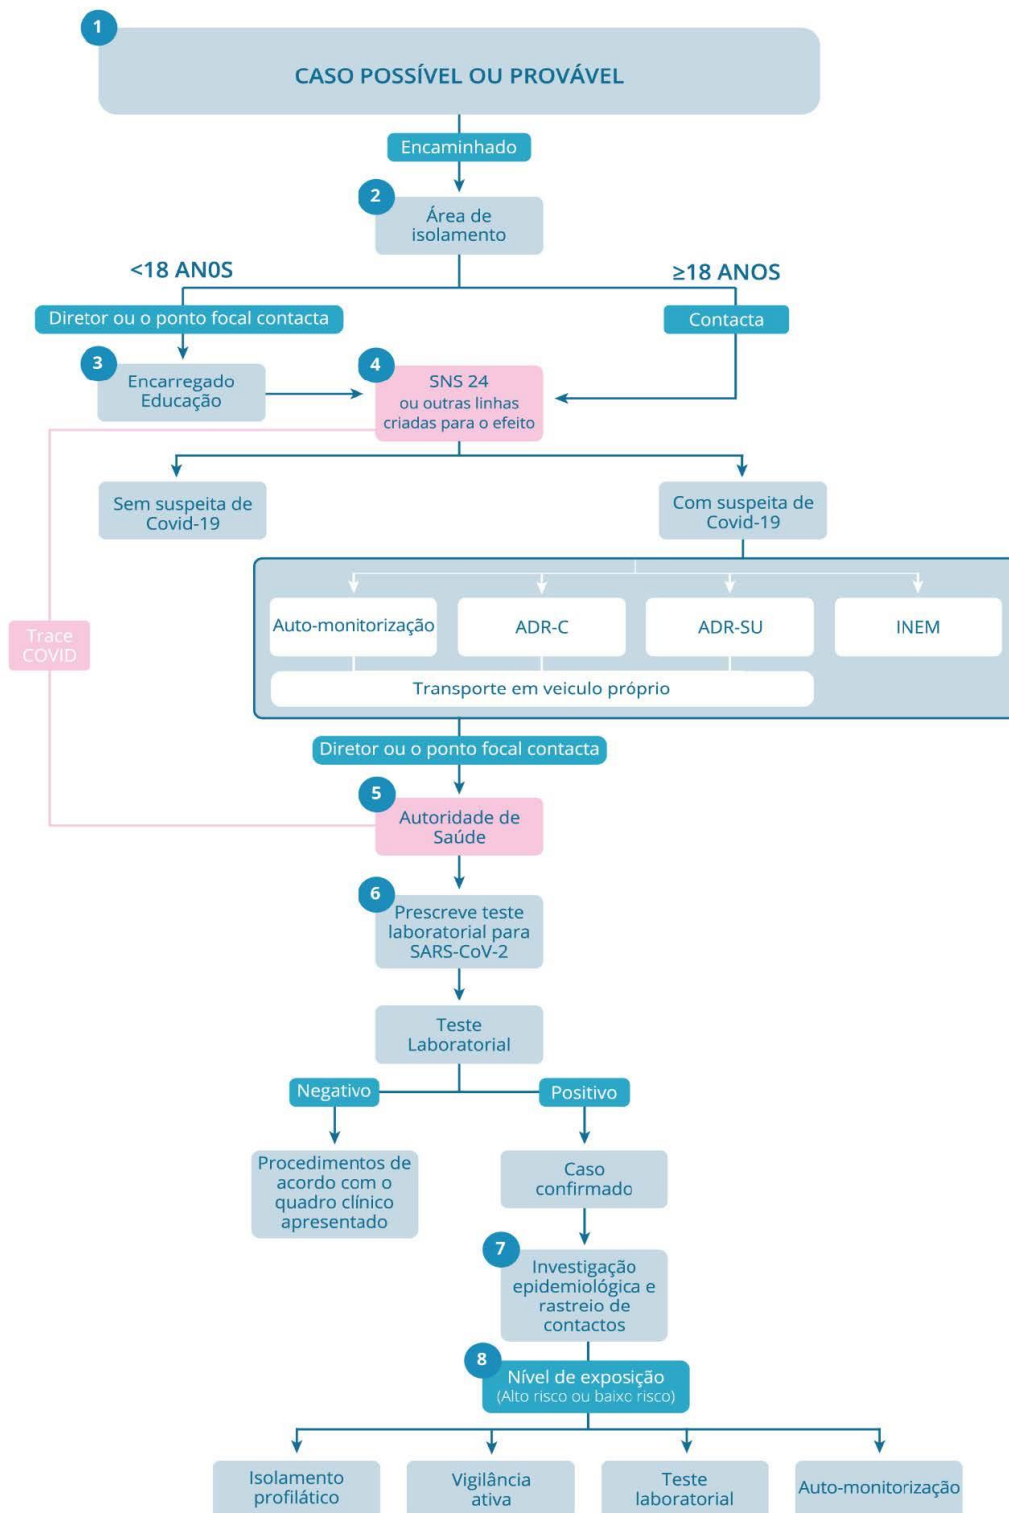 1
CASO POSSÍVEL OU PROVÁVEL
Encaminhado
2
Área de
isolamento
<18 AN0S
≥18 ANOS
Diretor ou o ponto focal contacta
Contacta
3
Encarregado
Educação
4
SNS 24
ou outras linhas
criadas para o efeito
Sem suspeita de
Covid-19
Com suspeita de
Covid-19
Auto-monitorização
ADR-C
ADR-SU
INEM
Trace
COVID
Transporte em veiculo próprio
Diretor ou o ponto focal contacta
5
Autoridade de
Saúde
6
Prescreve teste
laboratorial para
SARS-CoV-2
Teste
Laboratorial
Negativo
Positivo
Procedimentos de
acordo com o
quadro clínico
apresentado
Caso
confirmado
7
Investigação
epidemiológica e
rastreio de
contactos
8
Nível de exposição
(Alto risco ou baixo risco)
Isolamento
profilático
Vigilância
ativa
Teste
laboratorial
Auto-monitorização